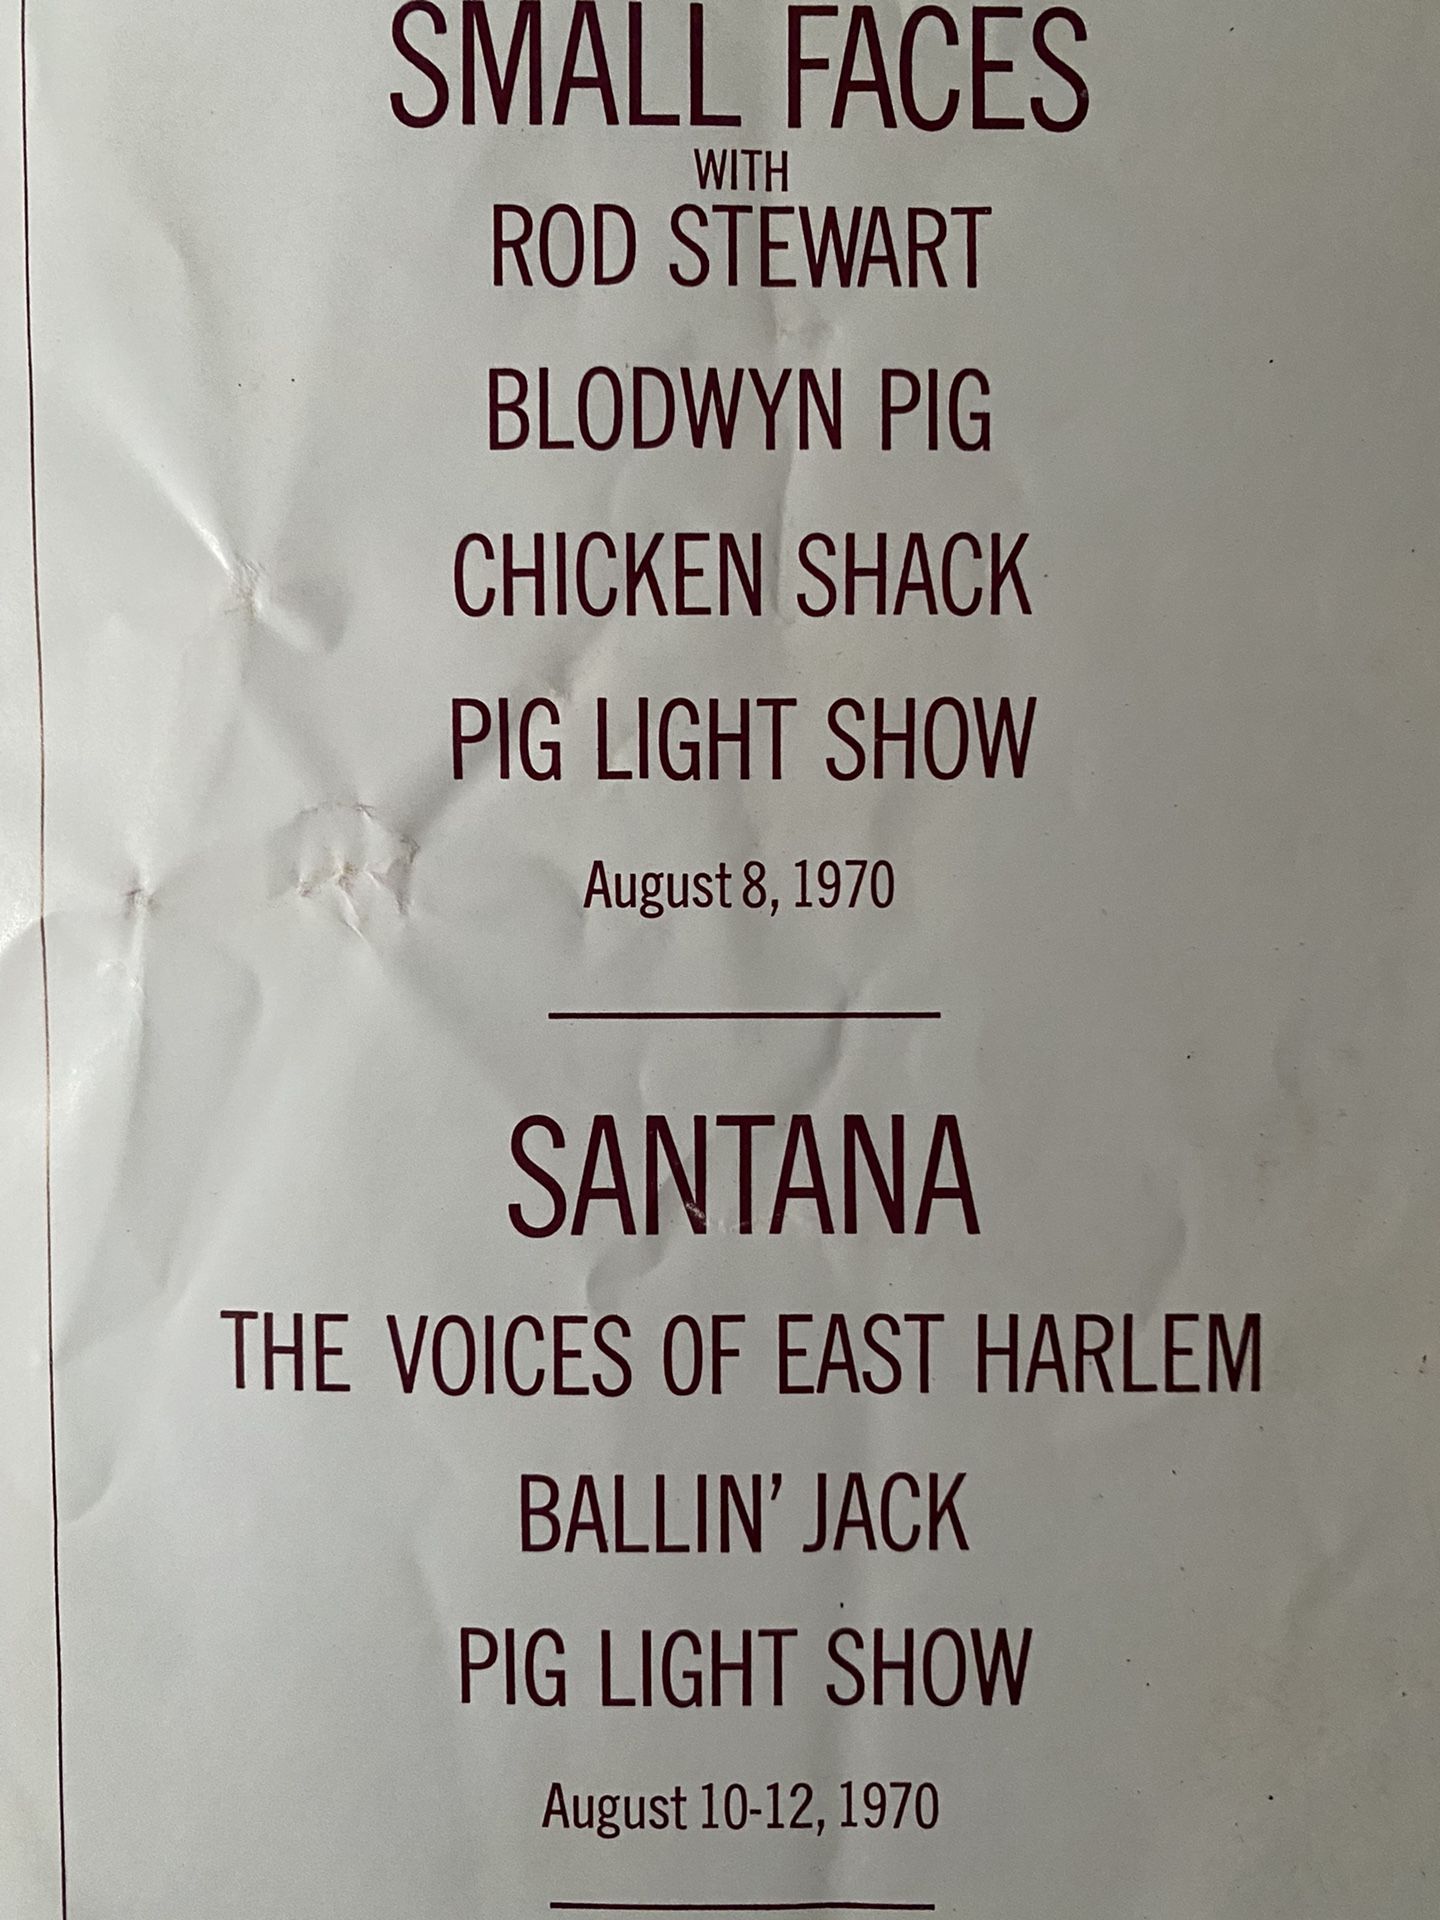 SMALL FACES
WITH
ROD STEWART
BLODWYN PIG
CHICKEN SHACK
PIG LIGHT SHOW
August 8, 1970
SANTANA
THE VOICES OF EAST HARLEM
BALLIN' JACK
PIG LIGHT SHOW
August 10-12, 1970